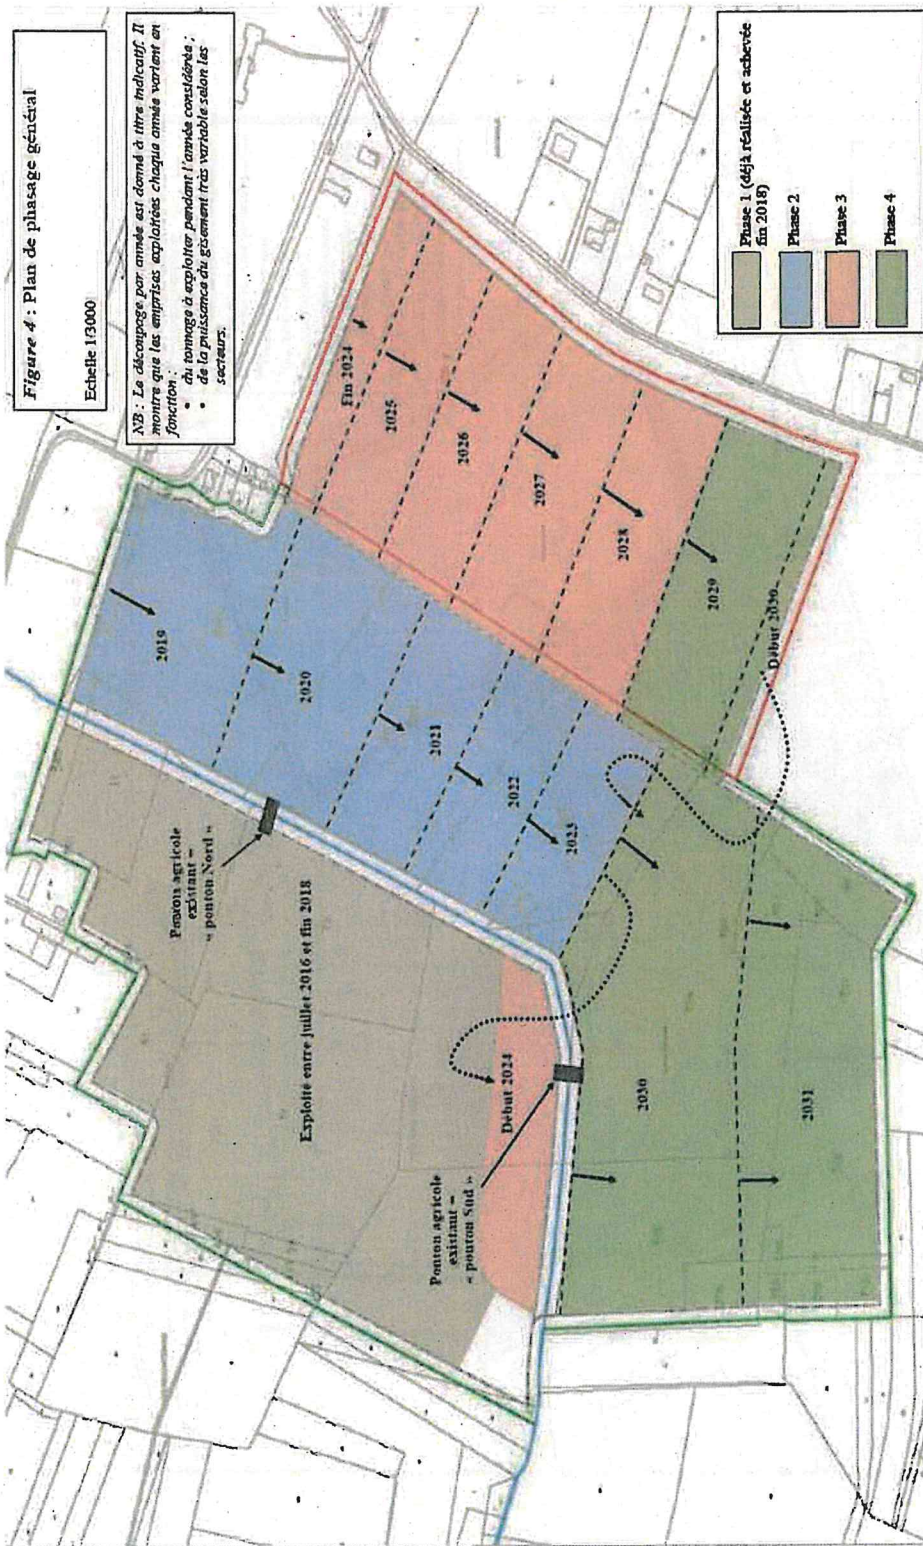 Figure 4 : Plan de phasage général
Echelle 1/3000
NB : Le découpage par année est donné à titre indicatif. Il
montre que les emprises exploitées chaque année varient en
fonction :
• du tonnage à exploiter pendant l'année considérée ;
• de la puissance du gisement très variable selon les
secteurs.
Phase 1 (déjà réalisée et achevée
fin 2018)
Phase 2
Phase 3
Phase 4
Fin 2024
2025
2026
2027
2028
2029
Début 2030
2019
2020
2021
2022
2023
Ponton agricole
existant =
« ponton Nord »
Exploité entre juillet 2016 et fin 2018
Début 2024
Ponton agricole
existant =
« ponton Sud »
2030
2031